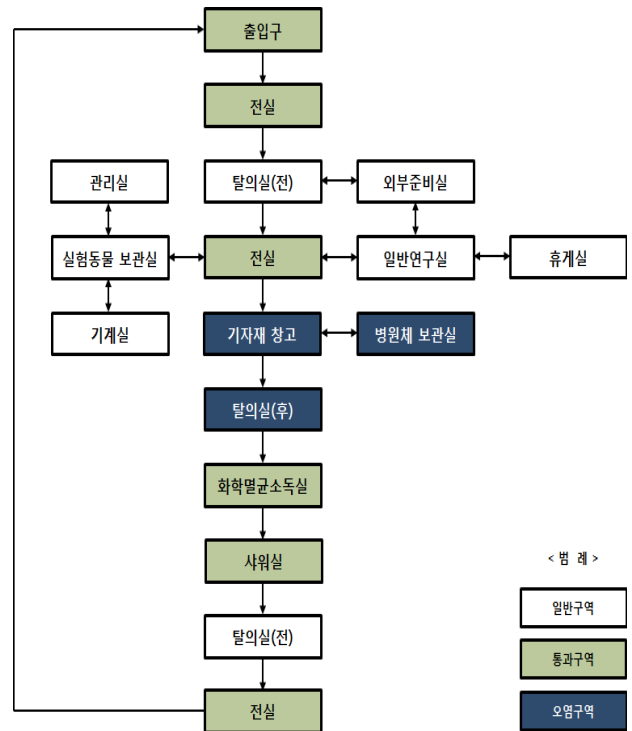 출입구
전실
탈의실(전)
외부준비실
관리실
실험동물 보관실
전실
일반연구실
휴게실
기계실
기자재 창고
병원체 보관실
탈의실(후)
화학멸균소독실
샤워실
탈의실(전)
전실
< 범 례 >
일반구역
통과구역
오염구역